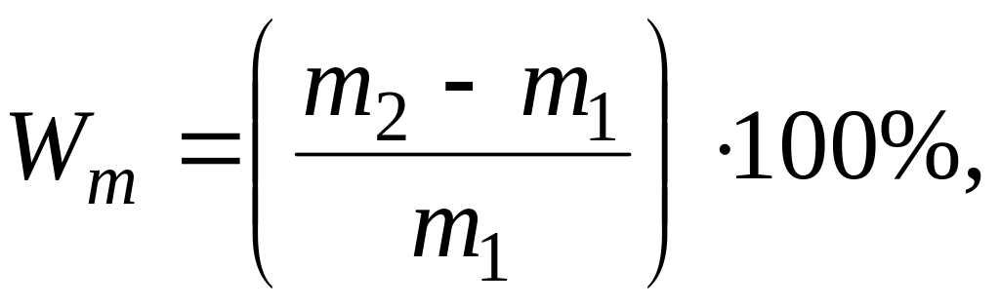 W_m = ( (m_2 - m_1) / m_1 ) ·100%,